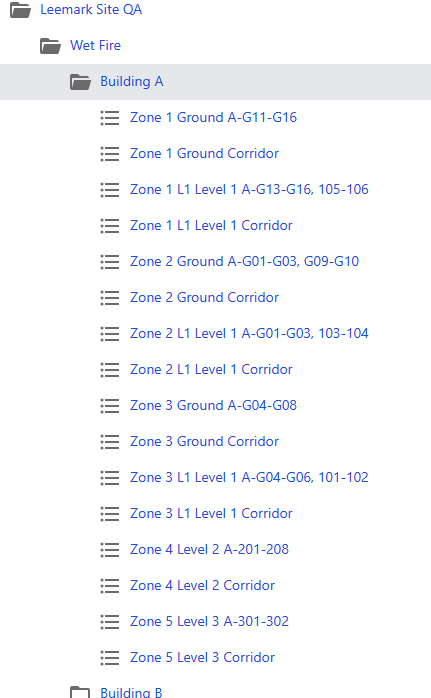 Leemark Site QA
Wet Fire
Building A
Zone 1 Ground A-G11-G16
Zone 1 Ground Corridor
Zone 1 L1 Level 1 A-G13-G16, 105-106
Zone 1 L1 Level 1 Corridor
Zone 2 Ground A-G01-G03, G09-G10
Zone 2 Ground Corridor
Zone 2 L1 Level 1 A-G01-G03, 103-104
Zone 2 L1 Level 1 Corridor
Zone 3 Ground A-G04-G08
Zone 3 Ground Corridor
Zone 3 L1 Level 1 A-G04-G06, 101-102
Zone 3 L1 Level 1 Corridor
Zone 4 Level 2 A-201-208
Zone 4 Level 2 Corridor
Zone 5 Level 3 A-301-302
Zone 5 Level 3 Corridor
Building B